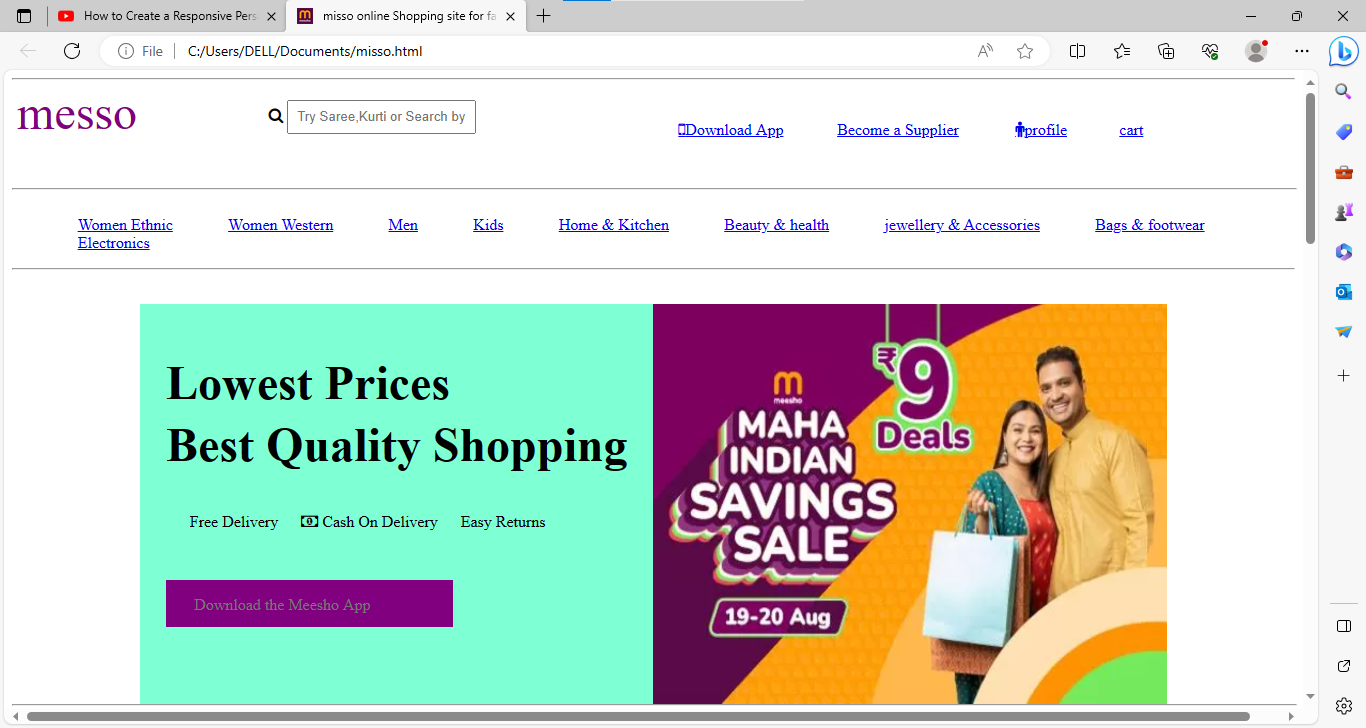 How to Create a Responsive Pers
misso online Shopping site for fa
File
C:/Users/DELL/Documents/misso.html
messo
Try Saree,Kurti or Search by
Download App
Become a Supplier
profile
cart
Women Ethnic
Women Western
Men
Kids
Home & Kitchen
Beauty & health
jewellery & Accessories
Bags & footwear
Electronics
Lowest Prices
Best Quality Shopping
Free Delivery
Cash On Delivery
Easy Returns
Download the Meesho App
meesho
MAHA
INDIAN
SAVINGS
SALE
19-20 Aug
₹9
Deals